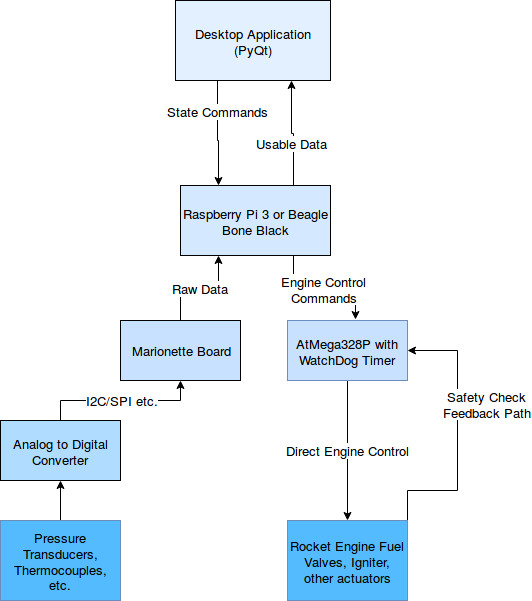 Desktop Application
(PyQt)
State Commands
Usable Data
Raspberry Pi 3 or Beagle
Bone Black
Raw Data
Engine Control
Commands
Marionette Board
AtMega328P with
WatchDog Timer
I2C/SPI etc.
Safety Check
Feedback Path
Analog to Digital
Converter
Direct Engine Control
Pressure
Transducers,
Thermocouples,
etc.
Rocket Engine Fuel
Valves, Igniter,
other actuators